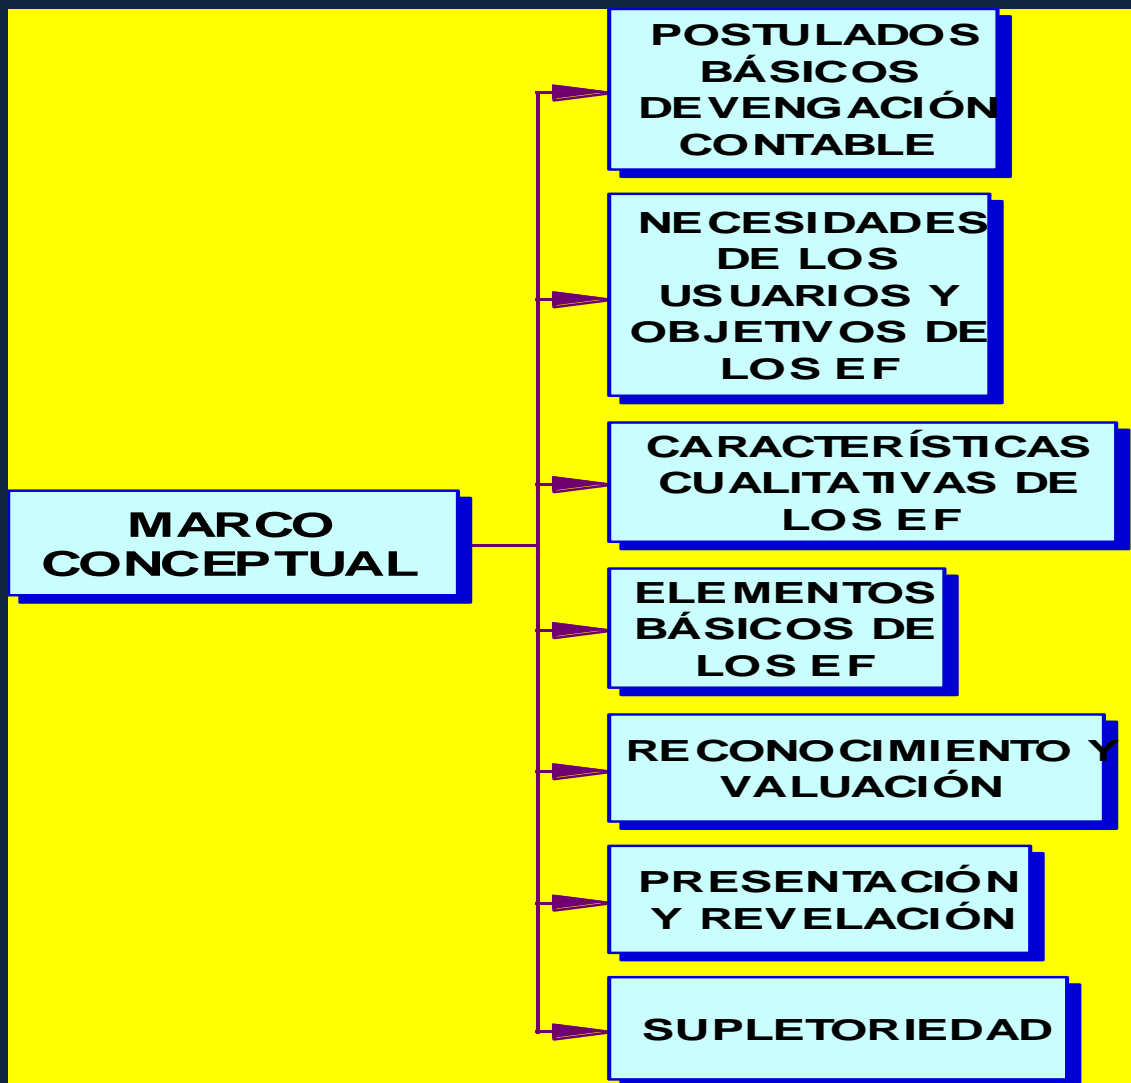 POSTULADOS
BÁSICOS
DEVENGACIÓN
CONTABLE
NECESIDADES
DE LOS
USUARIOS Y
OBJETIVOS DE
LOS EF
CARACTERÍSTICAS
CUALITATIVAS DE
LOS EF
MARCO
CONCEPTUAL
ELEMENTOS
BÁSICOS DE
LOS EF
RECONOCIMIENTO Y
VALUACIÓN
PRESENTACIÓN
Y REVELACIÓN
SUPLETORIEDAD